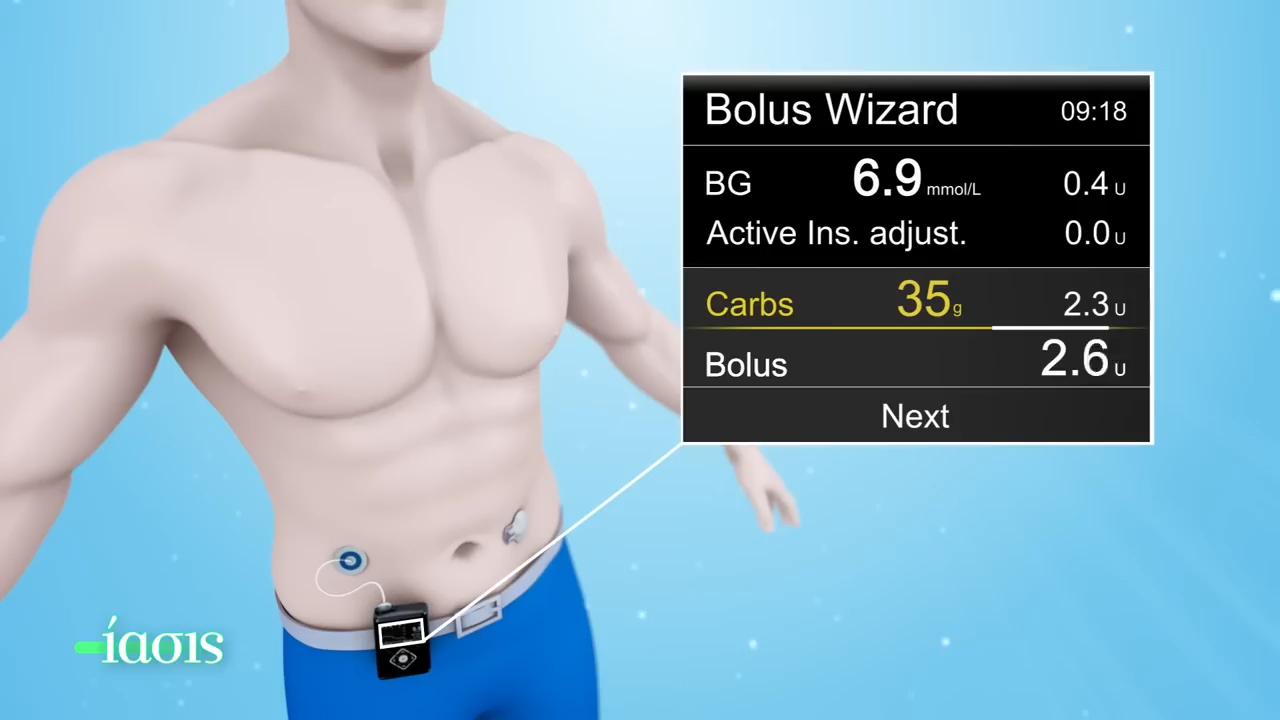 Bolus Wizard 09:18
BG 6.9 mmol/L 0.4 U
Active Ins. adjust. 0.0 U
Carbs 35 g 2.3 U
Bolus 2.6 U
Next
ίασις